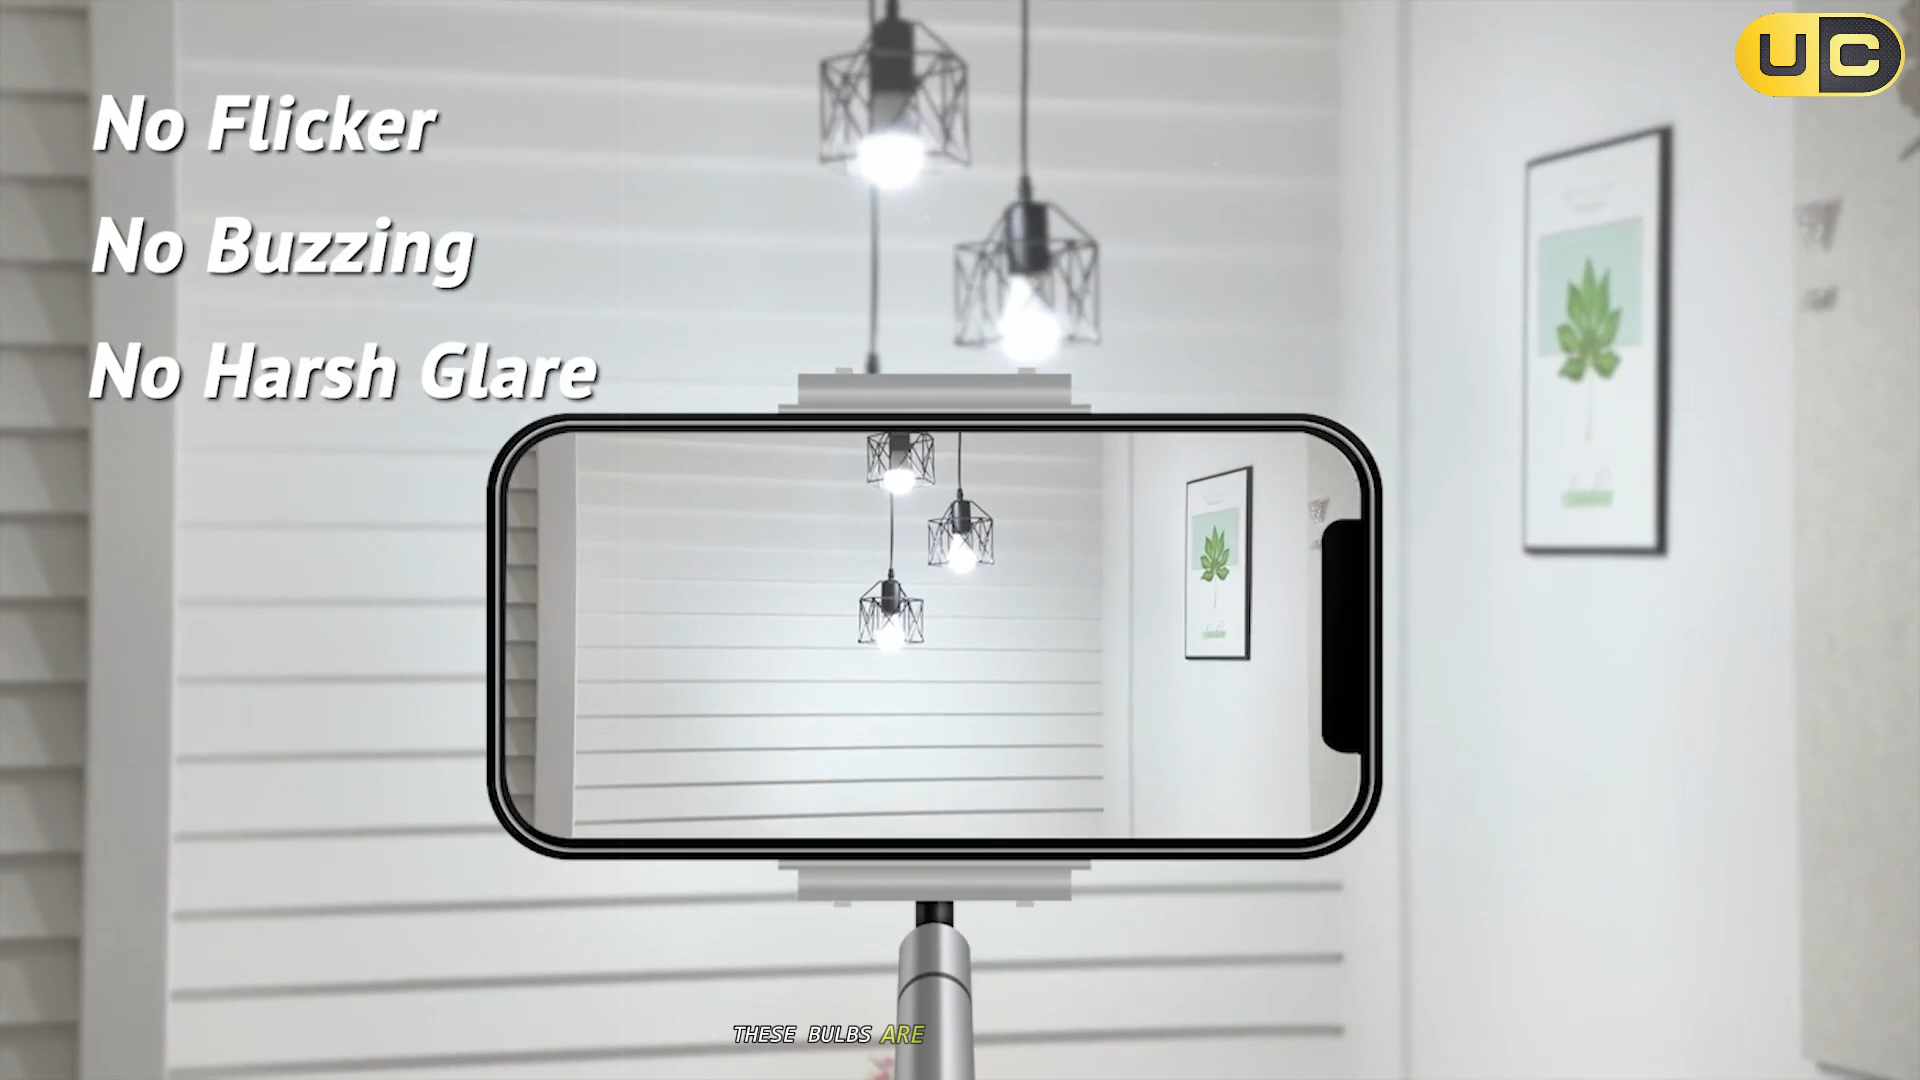 UC
No Flicker
No Buzzing
No Harsh Glare
THESE BULBS ARE